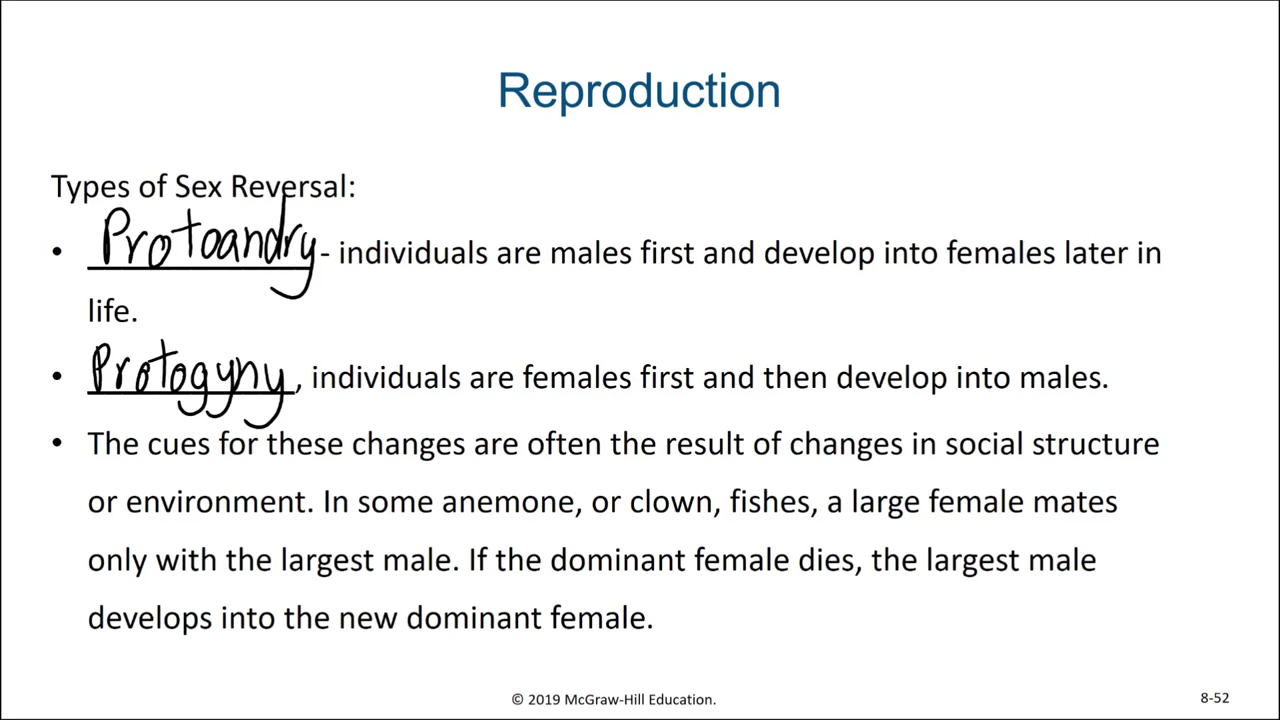 Reproduction
Types of Sex Reversal:
• Protoandry - individuals are males first and develop into females later in
life.
• Protogyny, individuals are females first and then develop into males.
• The cues for these changes are often the result of changes in social structure
or environment. In some anemone, or clown, fishes, a large female mates
only with the largest male. If the dominant female dies, the largest male
develops into the new dominant female.
© 2019 McGraw-Hill Education.
8-52